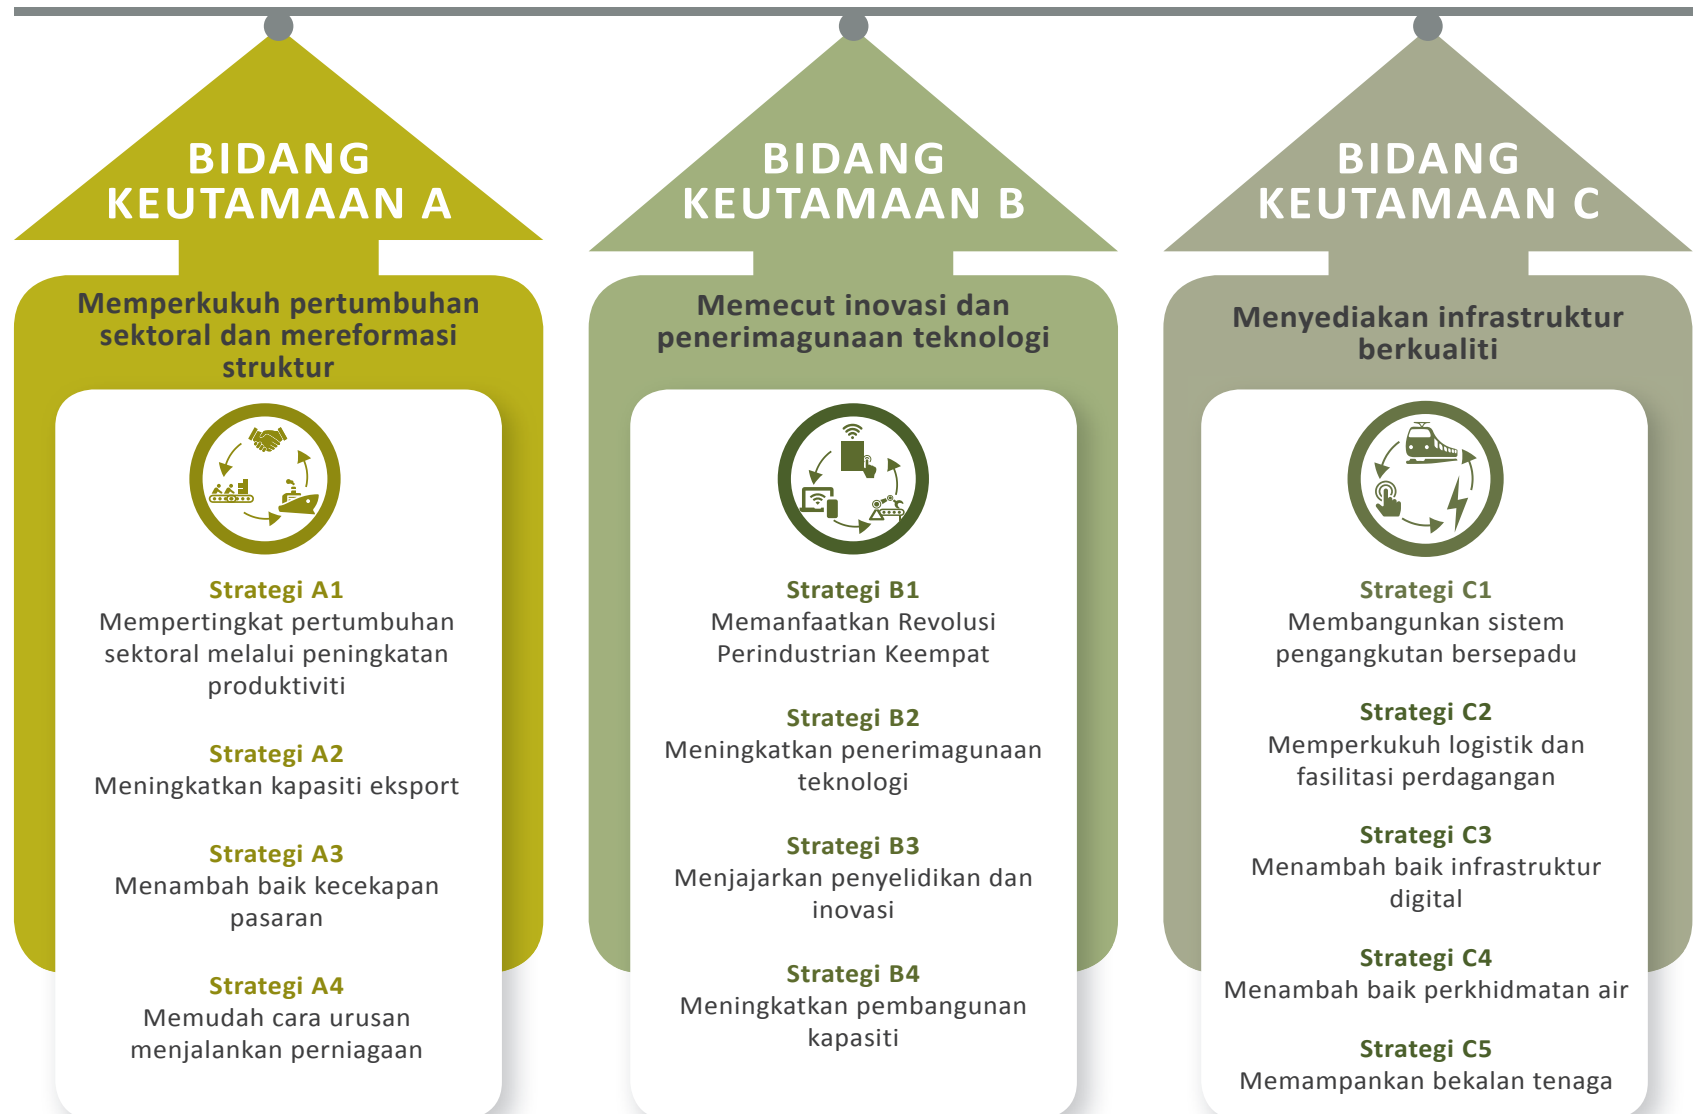 BIDANG
KEUTAMAAN A
Memperkukuh pertumbuhan
sektoral dan mereformasi
struktur
Strategi A1
Mempertingkat pertumbuhan
sektoral melalui peningkatan
produktiviti
Strategi A2
Meningkatkan kapasiti eksport
Strategi A3
Menambah baik kecekapan
pasaran
Strategi A4
Memudah cara urusan
menjalankan perniagaan
BIDANG
KEUTAMAAN B
Memecut inovasi dan
penerimagunaan teknologi
Strategi B1
Memanfaatkan Revolusi
Perindustrian Keempat
Strategi B2
Meningkatkan penerimagunaan
teknologi
Strategi B3
Menjajarkan penyelidikan dan
inovasi
Strategi B4
Meningkatkan pembangunan
kapasiti
BIDANG
KEUTAMAAN C
Menyediakan infrastruktur
berkualiti
Strategi C1
Membangunkan sistem
pengangkutan bersepadu
Strategi C2
Memperkukuh logistik dan
fasilitasi perdagangan
Strategi C3
Menambah baik infrastruktur
digital
Strategi C4
Menambah baik perkhidmatan air
Strategi C5
Memampankan bekalan tenaga